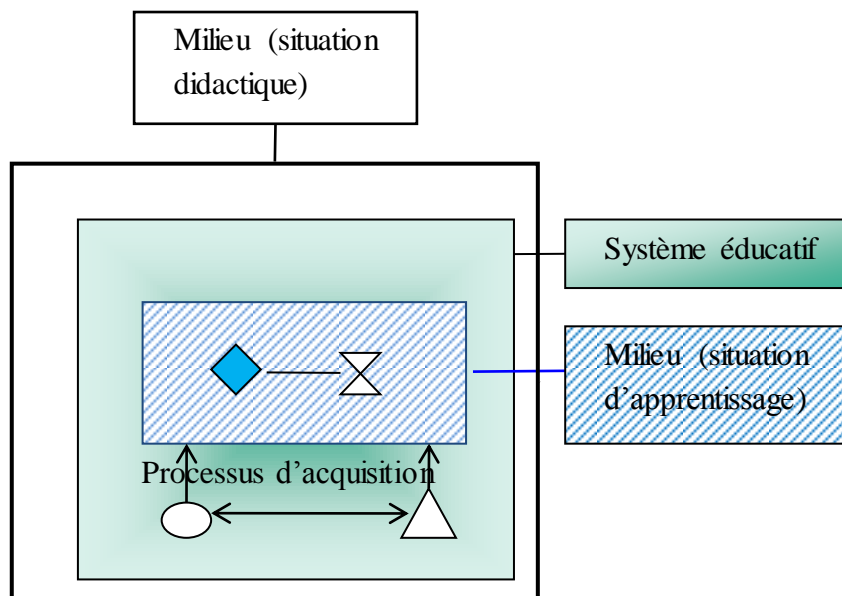 Milieu (situation
didactique)
Système éducatif
Milieu (situation
d’apprentissage)
Processus d’acquisition